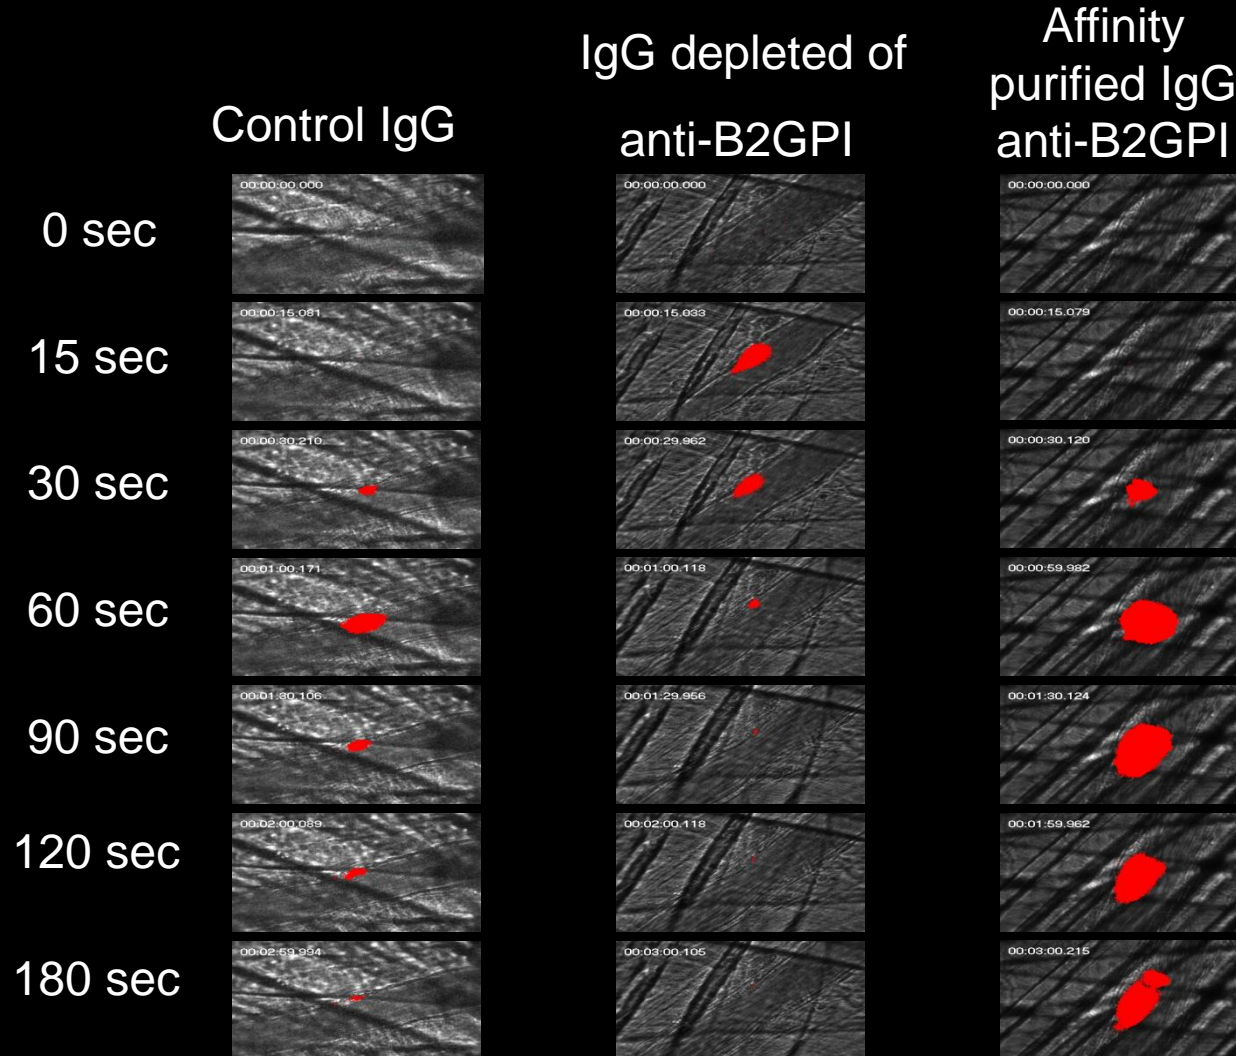 Affinity
IgG depleted of
purified IgG
Control IgG
anti-B2GPI
anti-B2GPI
0 sec
00:00:00.000
00:00:00.000
00:00:00.000
15 sec
00:00:15.081
00:00:15.033
00:00:15.079
30 sec
00:00:30.210
00:00:29.962
00:00:30.120
60 sec
00:01:00.171
00:01:00.118
00:00:59.982
90 sec
00:01:30.106
00:01:29.956
00:01:30.124
120 sec
00:02:00.089
00:02:00.118
00:01:59.962
180 sec
00:02:59.994
00:03:00.105
00:03:00.215